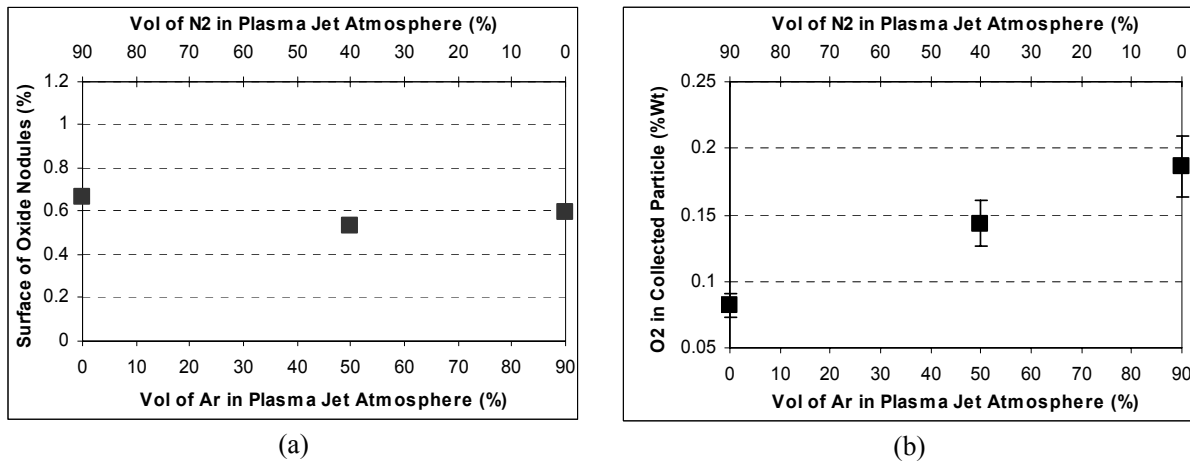 Vol of N2 in Plasma Jet Atmosphere (%)
90 80 70 60 50 40 30 20 10 0
Surface of Oxide Nodules (%)
1.2
1
0.8
0.6
0.4
0.2
0
0 10 20 30 40 50 60 70 80 90
Vol of Ar in Plasma Jet Atmosphere (%)
(a)
Vol of N2 in Plasma Jet Atmosphere (%)
90 80 70 60 50 40 30 20 10 0
O2 in Collected Particle (%Wt)
0.25
0.2
0.15
0.1
0.05
0 10 20 30 40 50 60 70 80 90
Vol of Ar in Plasma Jet Atmosphere (%)
(b)